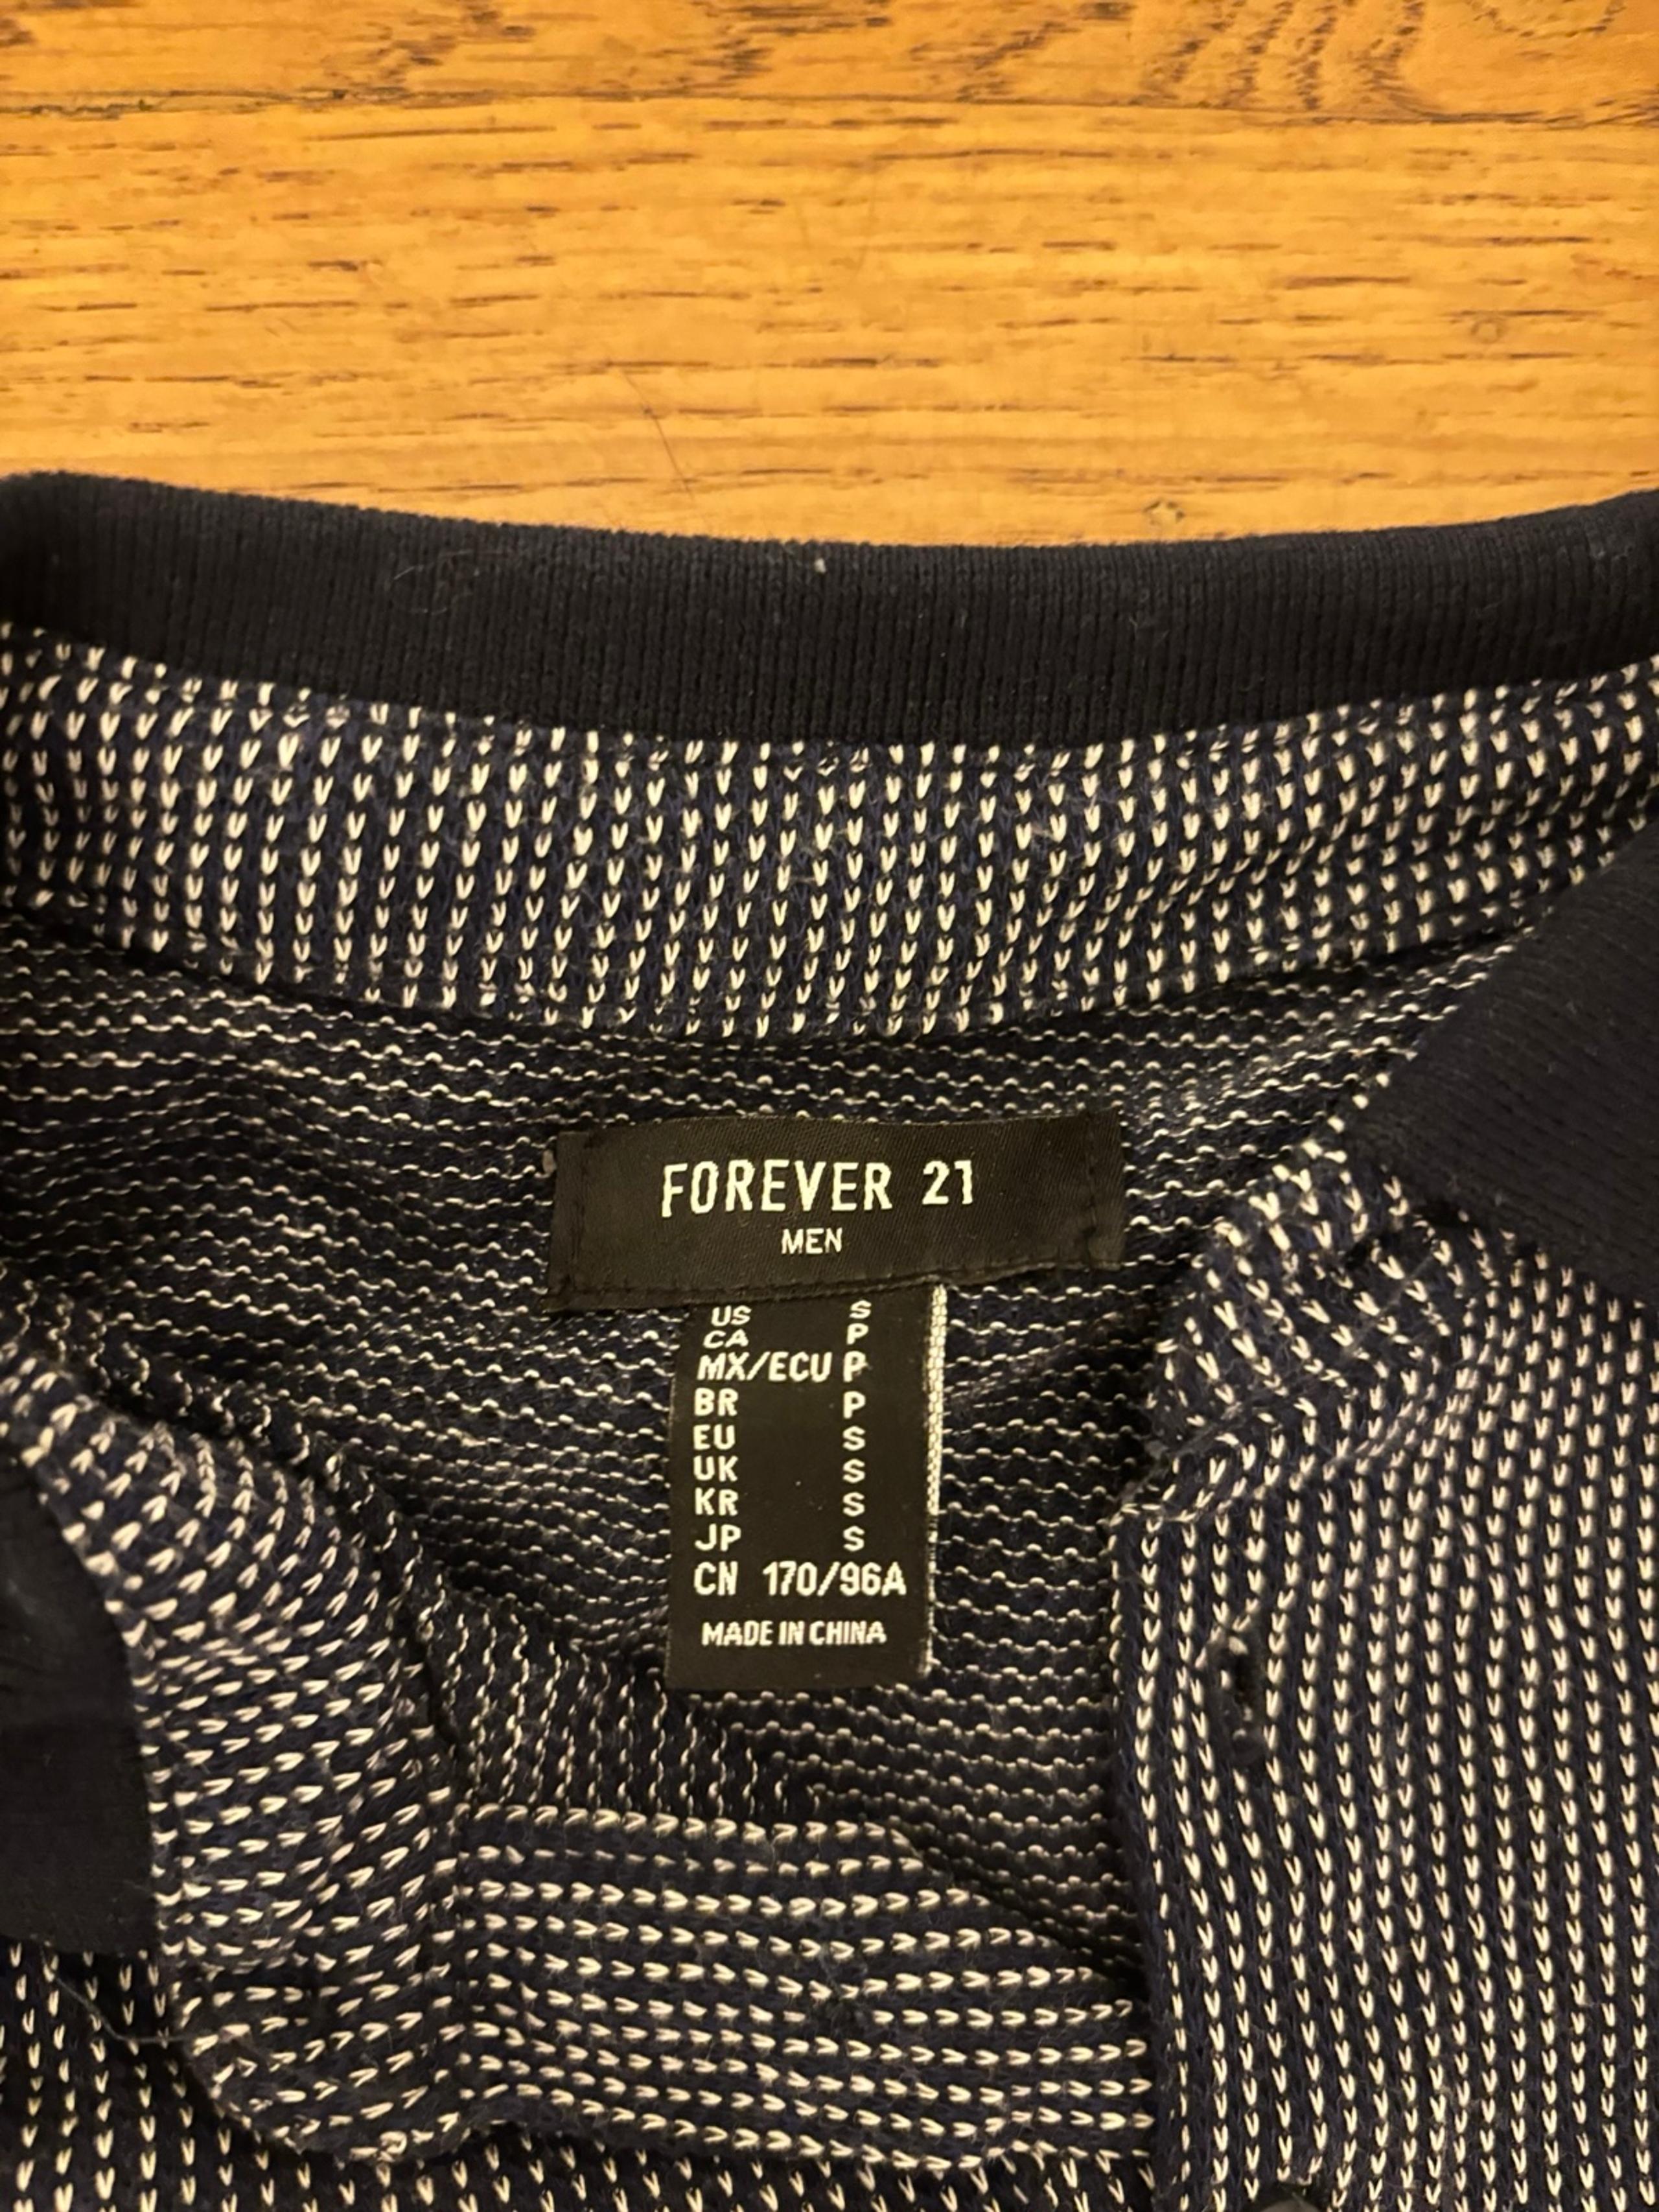 FOREVER 21
MEN
US S
CA P
MX/ECU P
BR P
EU S
UK S
KR S
JP S
CN 170/96A
MADE IN CHINA